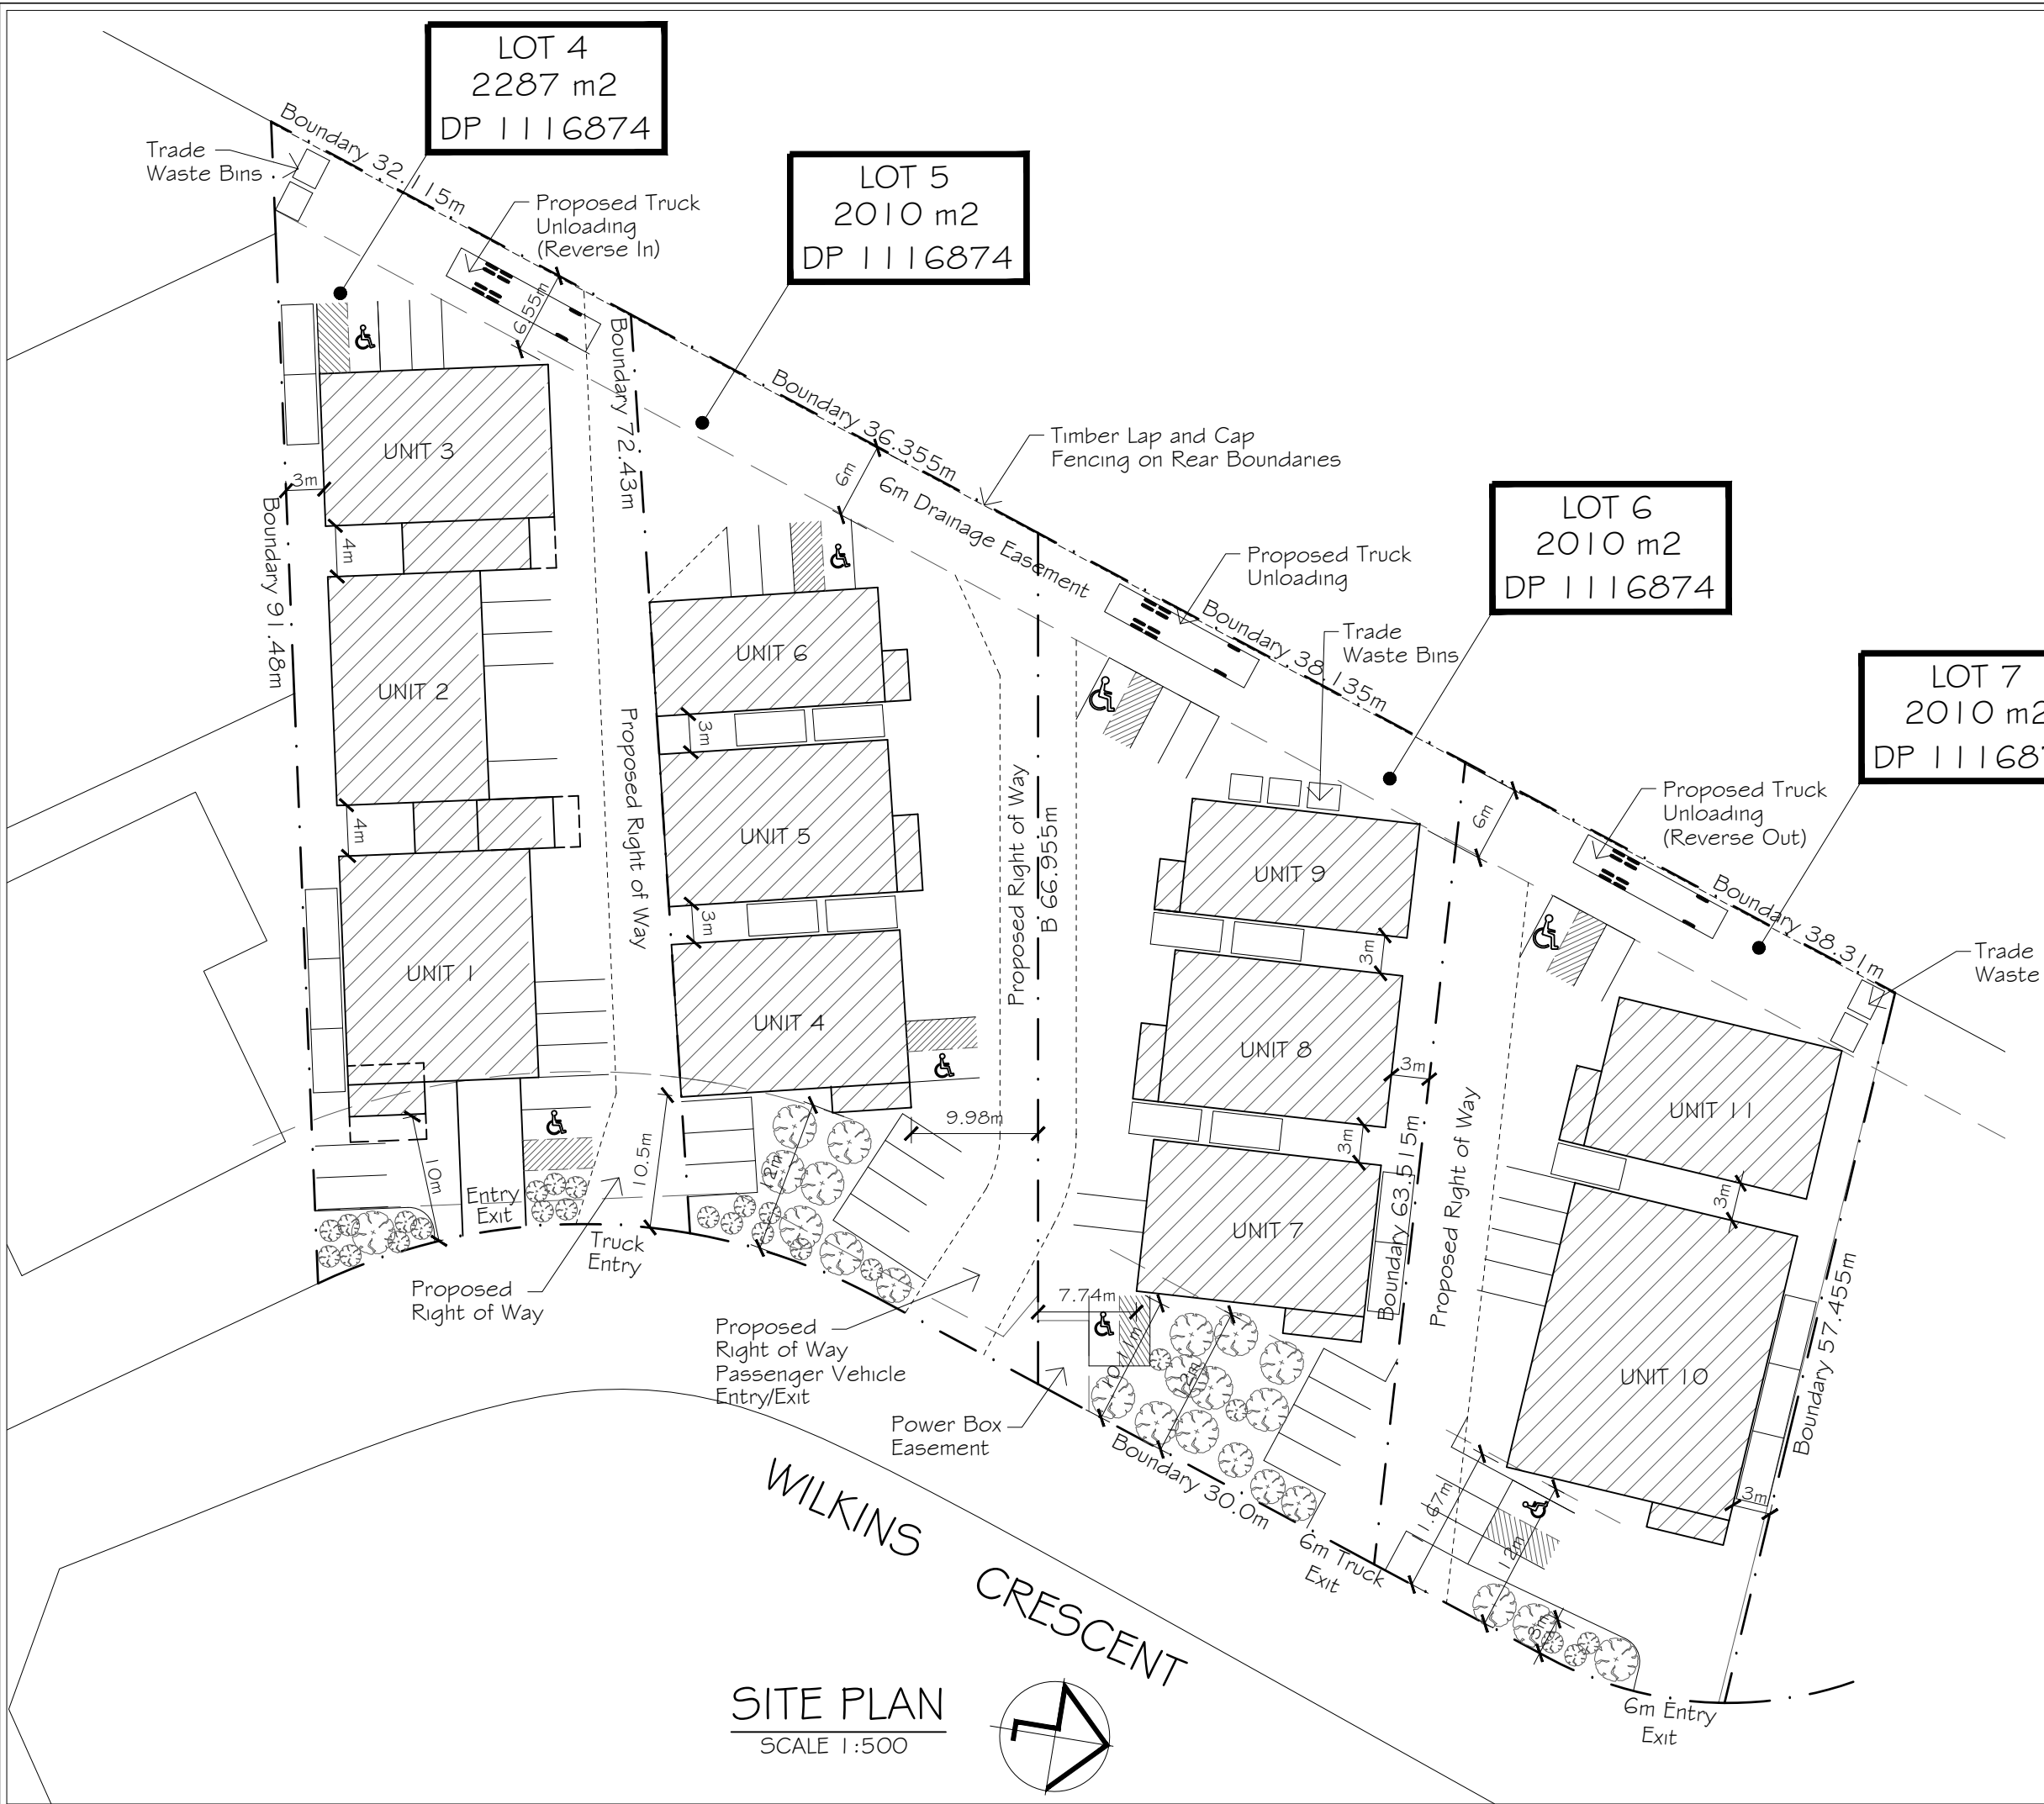 LOT 4
2287 m2
DP 1116874
LOT 5
2010 m2
DP 1116874
LOT 6
2010 m2
DP 1116874
LOT 7
2010 m2
DP 11168
Trade
Waste Bins
Boundary 32.115m
Proposed Truck
Unloading
(Reverse In)
6.55m
Boundary 72.43m
Boundary 36.355m
Timber Lap and Cap
Fencing on Rear Boundaries
6m
6m Drainage Easement
Proposed Truck
Unloading
Boundary 38.135m
Trade
Waste Bins
6m
Proposed Truck
Unloading
(Reverse Out)
Boundary 38.31m
Trade
Waste
UNIT 3
3m
Boundary 91.48m
4m
UNIT 2
4m
UNIT 1
10m
Proposed Right of Way
UNIT 6
3m
UNIT 5
3m
UNIT 4
Proposed Right of Way
B 66.955m
9.98m
10.5m
12m
UNIT 9
3m
UNIT 8
3m
3m
UNIT 7
Boundary 63.515m
Proposed Right of Way
UNIT 11
3m
UNIT 10
3m
Boundary 57.455m
Entry
Exit
Truck
Entry
Proposed
Right of Way
Proposed
Right of Way
Passenger Vehicle
Entry/Exit
7.74m
12m
Power Box
Easement
Boundary 30.0m
6m Truck
Exit
11.67m
12m
3m
6m Entry
Exit
WILKINS CRESCENT
SITE PLAN
SCALE 1:500